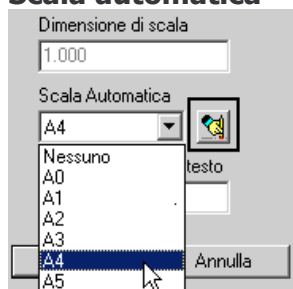 Scala automatica
Dimensione di scala
1.000
Scala Automatica
A4
Nessuno
testo
A0
A1
A2
A3
A4
Annulla
A5